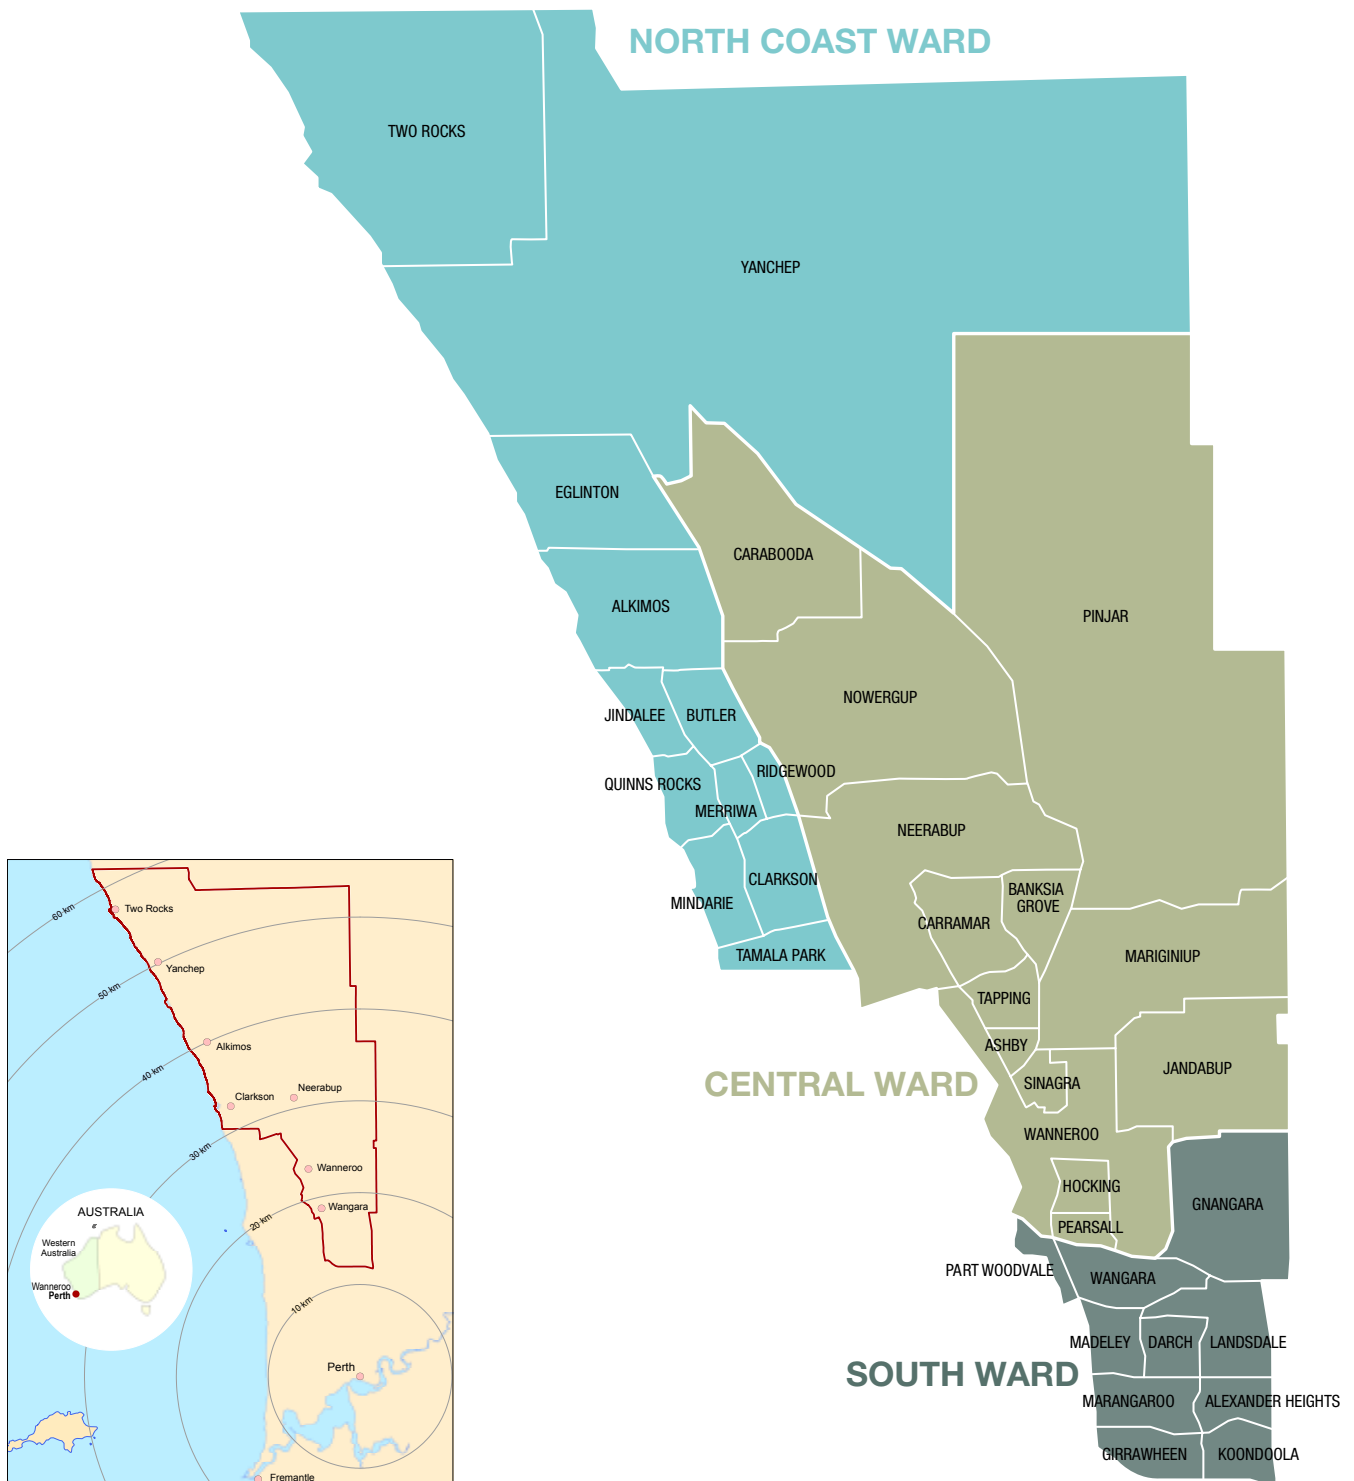 NORTH COAST WARD
TWO ROCKS
YANCHEP
EGLINTON
CARABOODA
ALKIMOS
PINJAR
NOWERGUP
JINDALEE
BUTLER
RIDGEWOOD
QUINNS ROCKS
MERRIWA
NEERABUP
CLARKSON
BANKSIA
GROVE
MINDARIE
CARRAMAR
TAMALA PARK
MARIGINIUP
TAPPING
ASHBY
JANDABUP
CENTRAL WARD
SINAGRA
WANNEROO
HOCKING
GNANGARA
PEARSALL
PART WOODVALE
WANGARA
MADELEY
DARCH
LANDSDALE
SOUTH WARD
MARANGAROO
ALEXANDER HEIGHTS
GIRRAWHEEN
KOONDOOLA
60 km
Two Rocks
Yanchep
50 km
Alkimos
40 km
Clarkson
Neerabup
30 km
Wanneroo
20 km
Wangara
AUSTRALIA
Western
Australia
Wanneroo
Perth
10 km
Perth
Fremantle